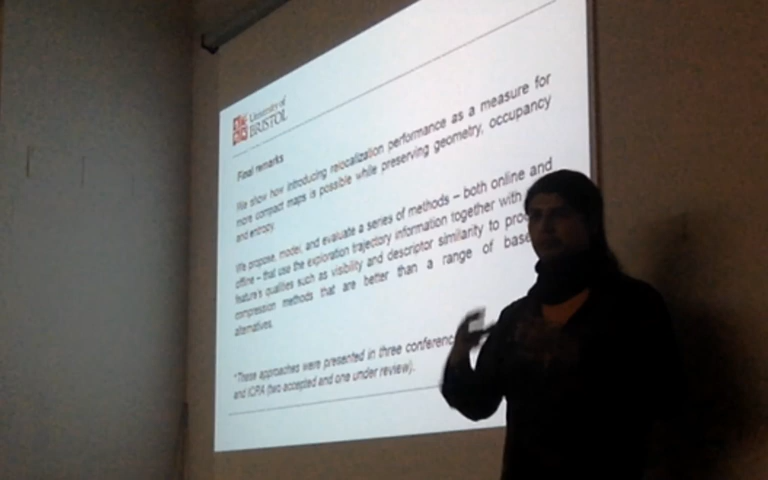 University of
BRISTOL
Final remarks
We show how introducing relocalization performance as a measure for
more compact maps is possible while preserving geometry, occupancy
and entropy.
We propose, model, and evaluate a series of methods – both online and
offline – that use the exploration trajectory information together with
feature's qualities such as visibility and descriptor similarity to
compression methods that are better than a range of
alternatives.
*These approaches were presented in three
and ICRA (two accepted and one under review).